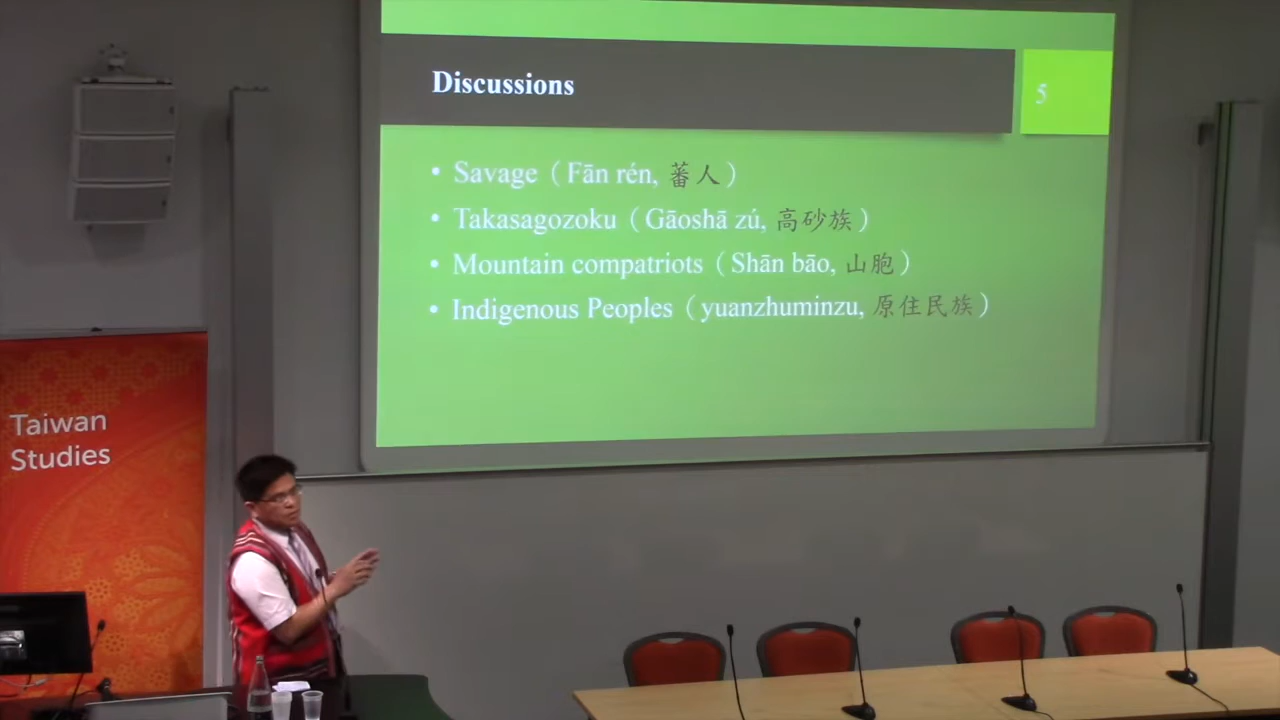 Discussions
5
• Savage（Fān rén, 蕃人）
• Takasagozoku（Gāoshā zú, 高砂族）
• Mountain compatriots（Shān bāo, 山胞）
• Indigenous Peoples（yuanzhuminzu, 原住民族）
Taiwan
Studies